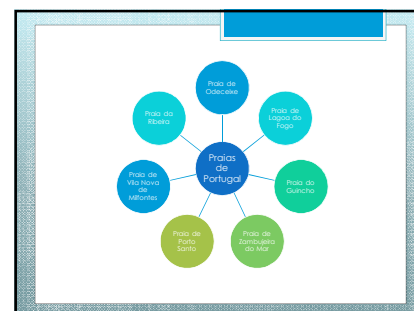 Praia de
Odeceixe
Praia de
Lagoa do
Fogo
Praia do
Guincho
Praia de
Zambujeira
do Mar
Praia de
Porto
Santo
Praia de
Vila Nova
de
Milfontes
Praia da
Ribeira
Praias
de
Portugal